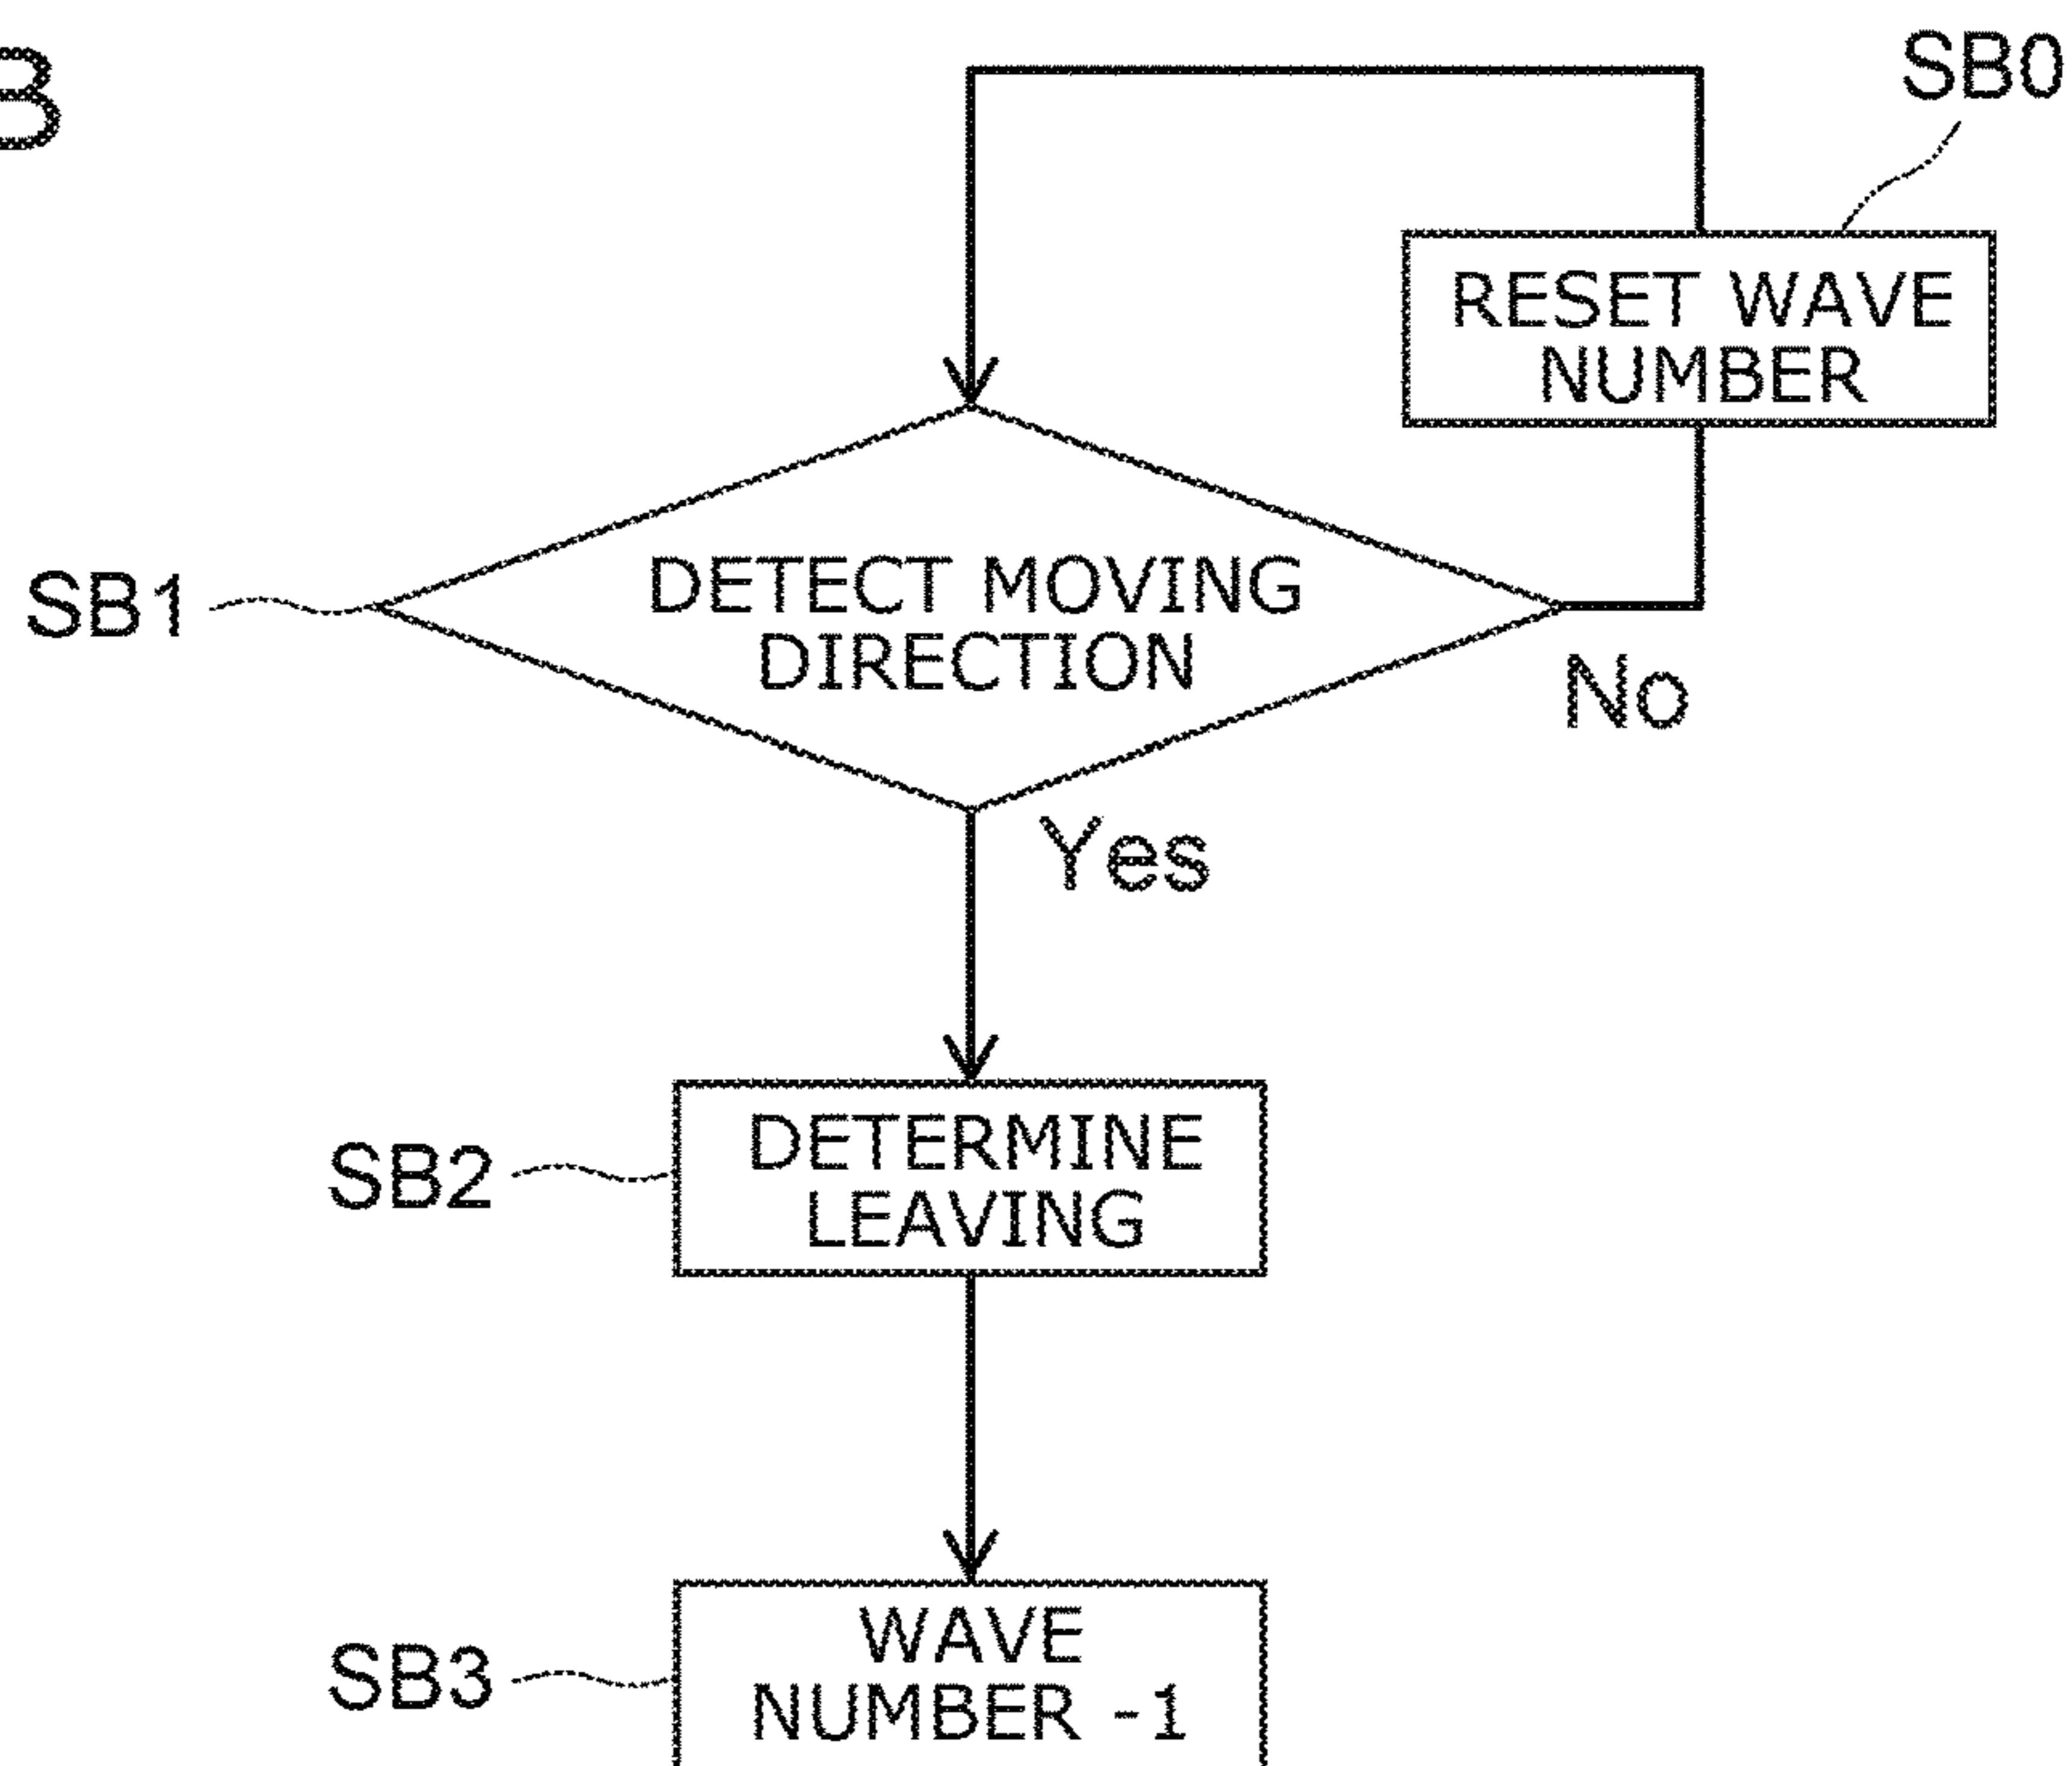 B
SB0
RESET WAVE
NUMBER
SB1
DETECT MOVING
DIRECTION
No
Yes
SB2
DETERMINE
LEAVING
SB3
WAVE
NUMBER -1